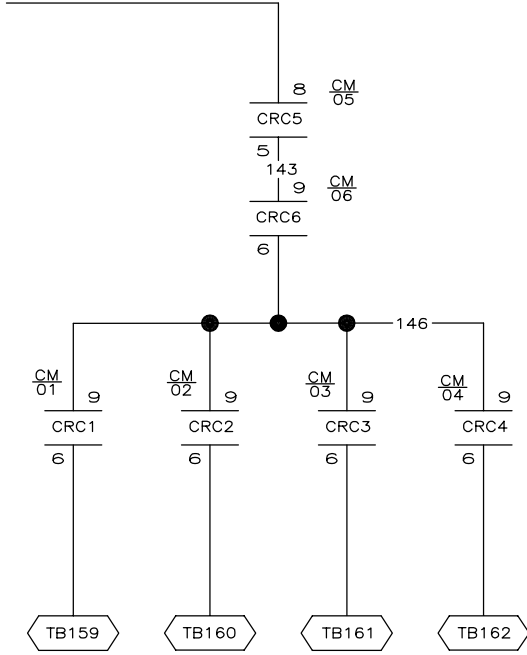 8 CM
05
CRC5
5
143
9 CM
06
CRC6
6
146
CM
01 9 CM
02 9 CM
03 9 CM
04 9
CRC1 CRC2 CRC3 CRC4
6 6 6 6
TB159 TB160 TB161 TB162